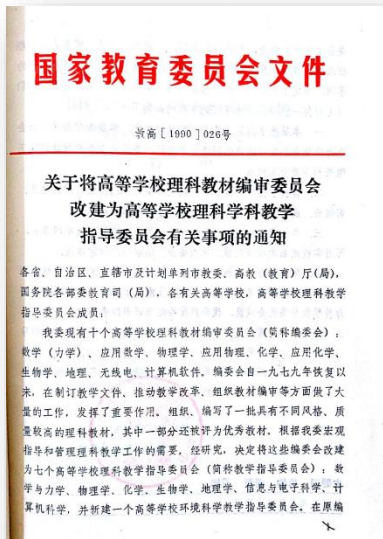 国家教育委员会文件
教高［1990］026号
关于将高等学校理科教材编审委员会
改建为高等学校理科学科教学
指导委员会有关事项的通知
各省、自治区、直辖市及计划单列市教委、高教（教育）厅（局），
国务院各部委教育司（局），各有关高等学校，高等学校理科教学
指导委员会成员：
我委现有十个高等学校理科教材编审委员会（简称编委会）：
数学（力学）、应用数学、物理学、应用物理、化学、应用化学、
生物学、地理、无线电、计算机软件。编委会自一九七九年恢复以
来，在制订教学文件、推动教学改革、组织教材编审等方面做了大
量的工作，发挥了重要作用。组织、编写了一批具有不同风格、质
量较高的理科教材，其中一部分还被评为优秀教材。根据我委宏观
指导和管理理科教学工作的需要，经研究，决定将这些编委会改建
为七个高等学校理科教学指导委员会（简称教学指导委员会）：数
学与力学、物理学、化学、生物学、地理学、信息与电子科学、计
算机科学，并新建一个高等学校环境科学教学指导委员会。在原编